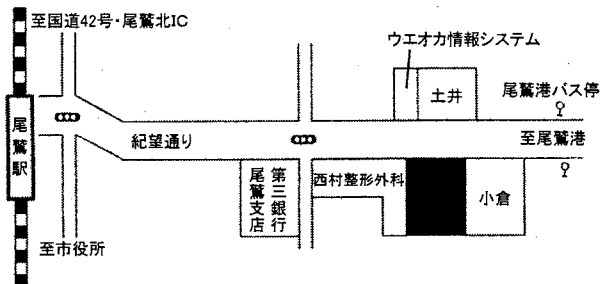 至国道42号・尾鷲北IC
ウエオカ情報システム
土井
尾鷲港バス停
尾鷲駅
紀望通り
至尾鷲港
第三銀行
尾鷲支店
西村整形外科
小倉
至市役所